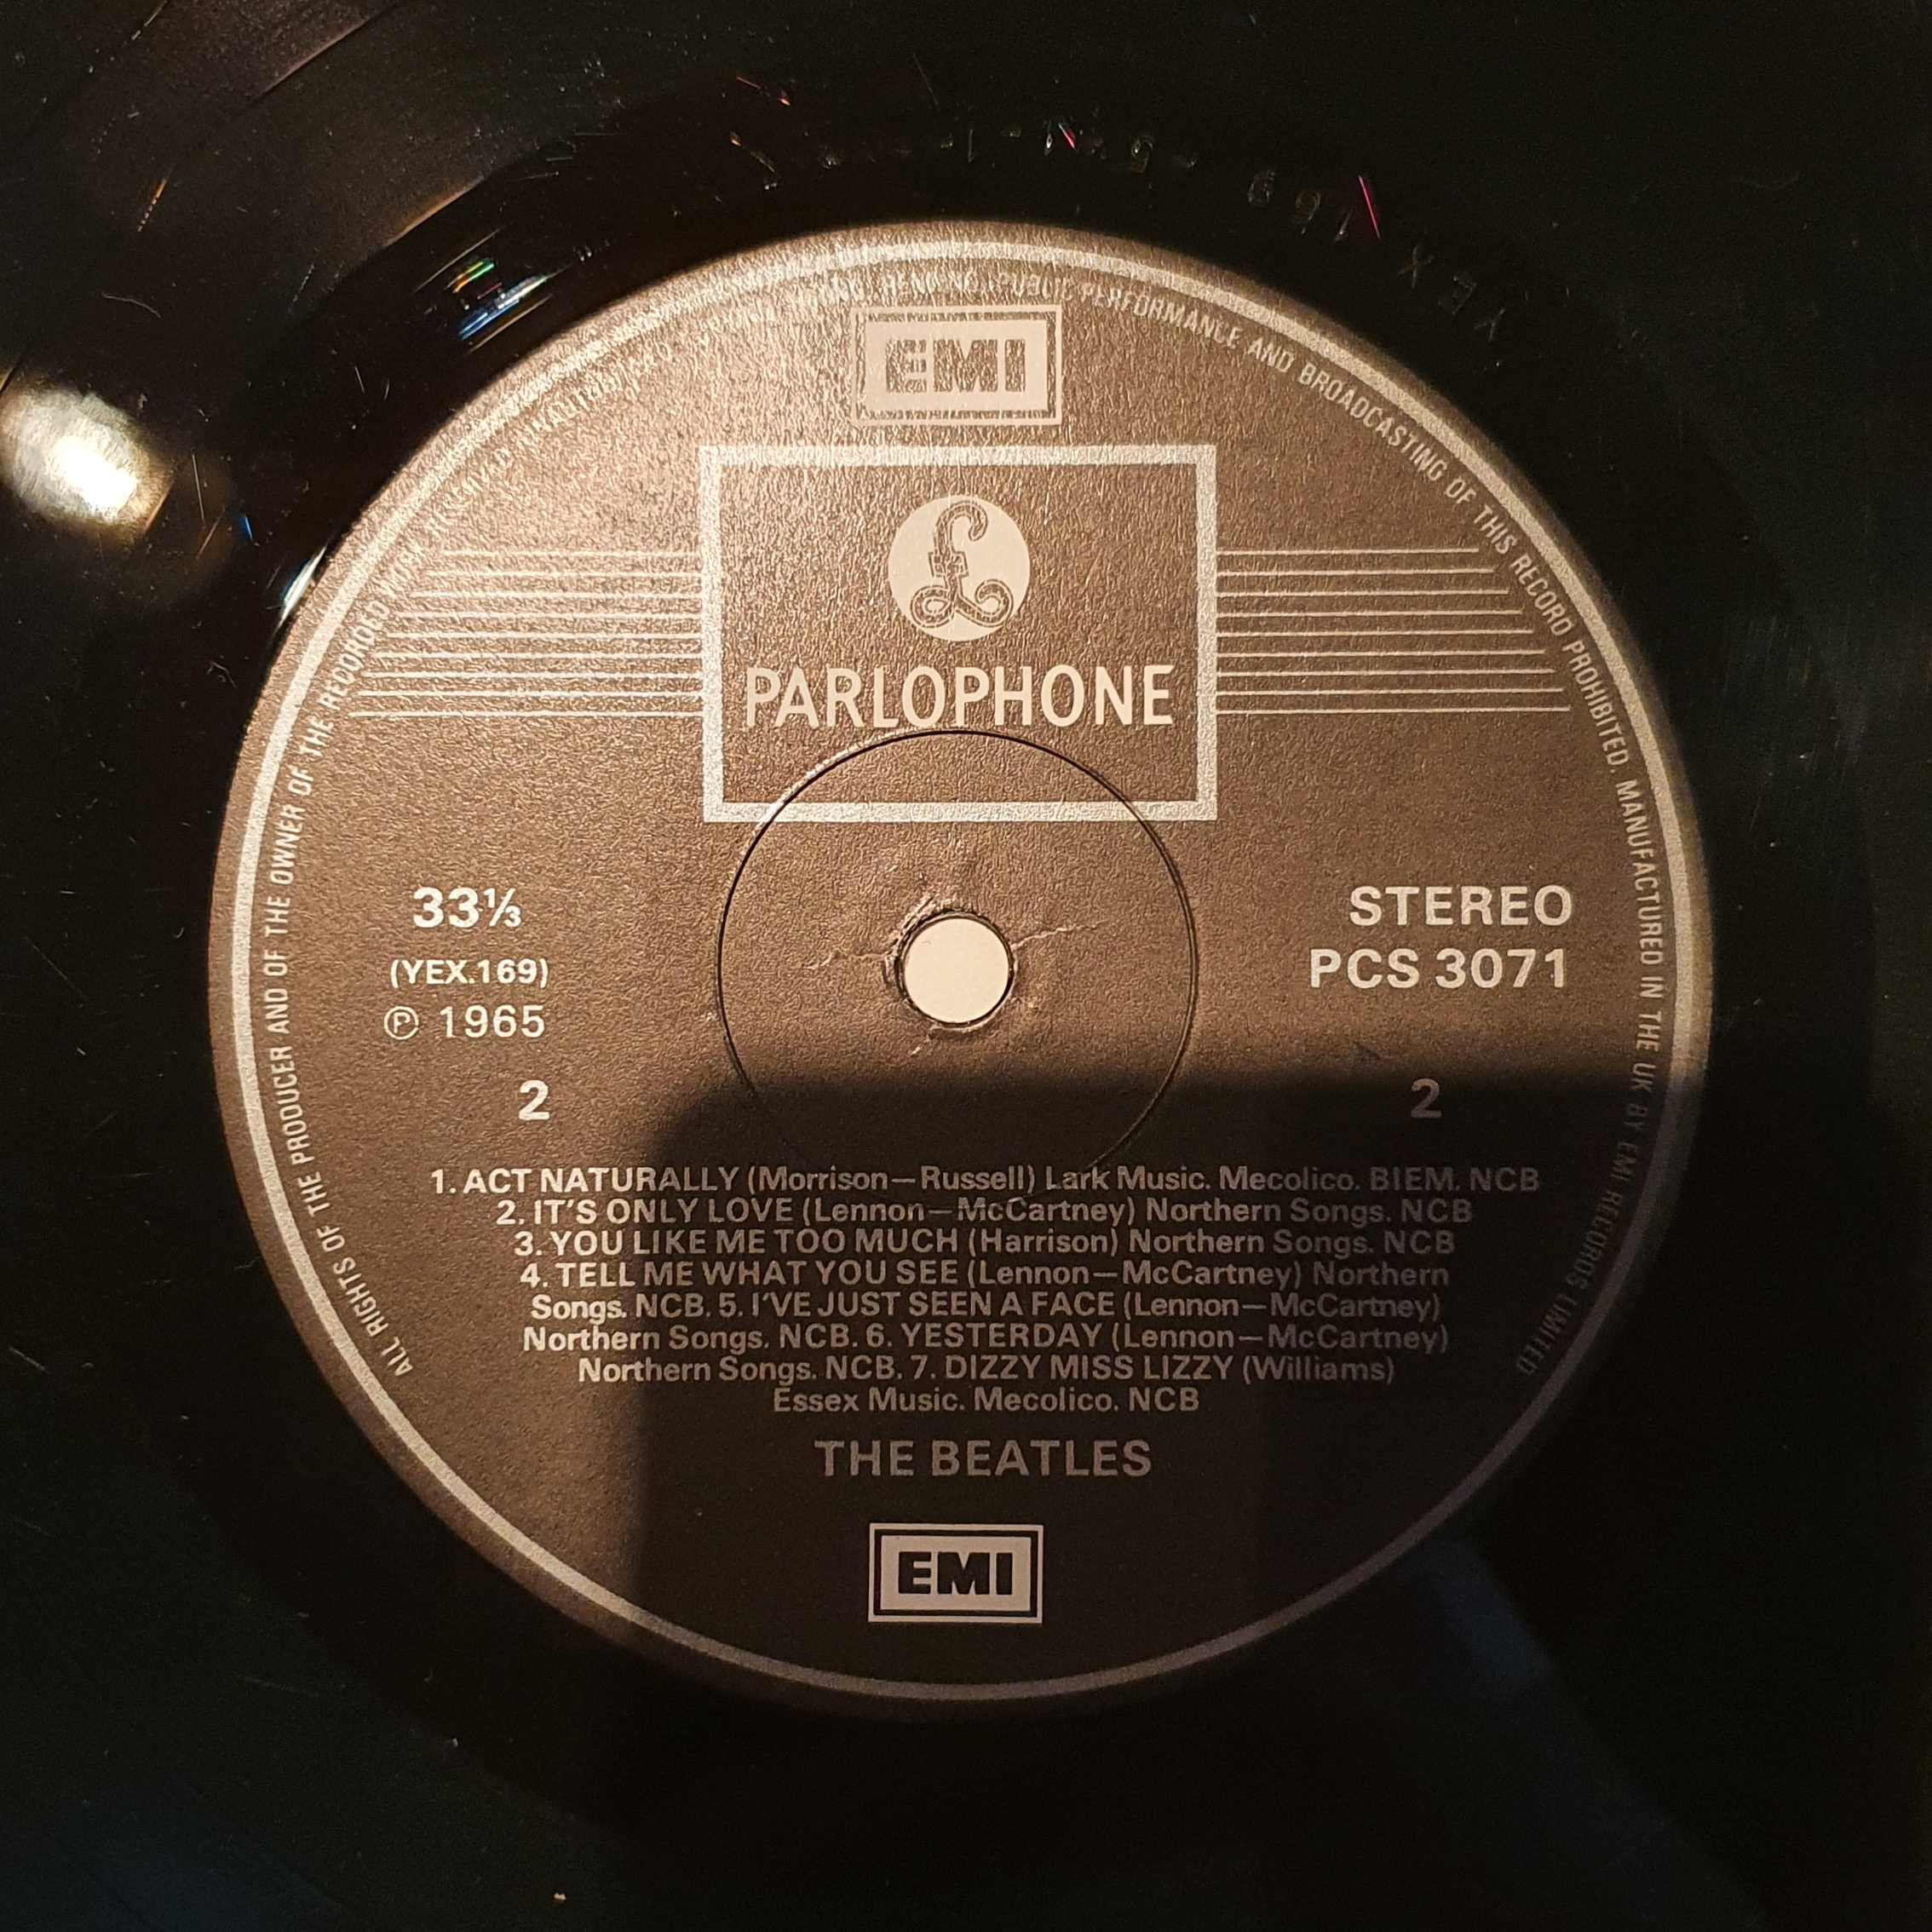 YEX 169 -5 -1-
ALL RIGHTS OF THE PRODUCER AND OF THE OWNER OF THE RECORDED PUBLIC PERFORMANCE AND BROADCASTING OF THIS RECORD PROHIBITED. MANUFACTURED IN THE UK BY EMI RECORDS LIMITED
EMI
£
PARLOPHONE
33⅓
STEREO
(YEX.169)
PCS 3071
℗ 1965
2
2
1. ACT NATURALLY (Morrison—Russell) Lark Music. Mecolico. BIEM. NCB
2. IT'S ONLY LOVE (Lennon—McCartney) Northern Songs. NCB
3. YOU LIKE ME TOO MUCH (Harrison) Northern Songs. NCB
4. TELL ME WHAT YOU SEE (Lennon—McCartney) Northern
Songs. NCB. 5. I'VE JUST SEEN A FACE (Lennon—McCartney)
Northern Songs. NCB. 6. YESTERDAY (Lennon—McCartney)
Northern Songs. NCB. 7. DIZZY MISS LIZZY (Williams)
Essex Music. Mecolico. NCB
THE BEATLES
EMI